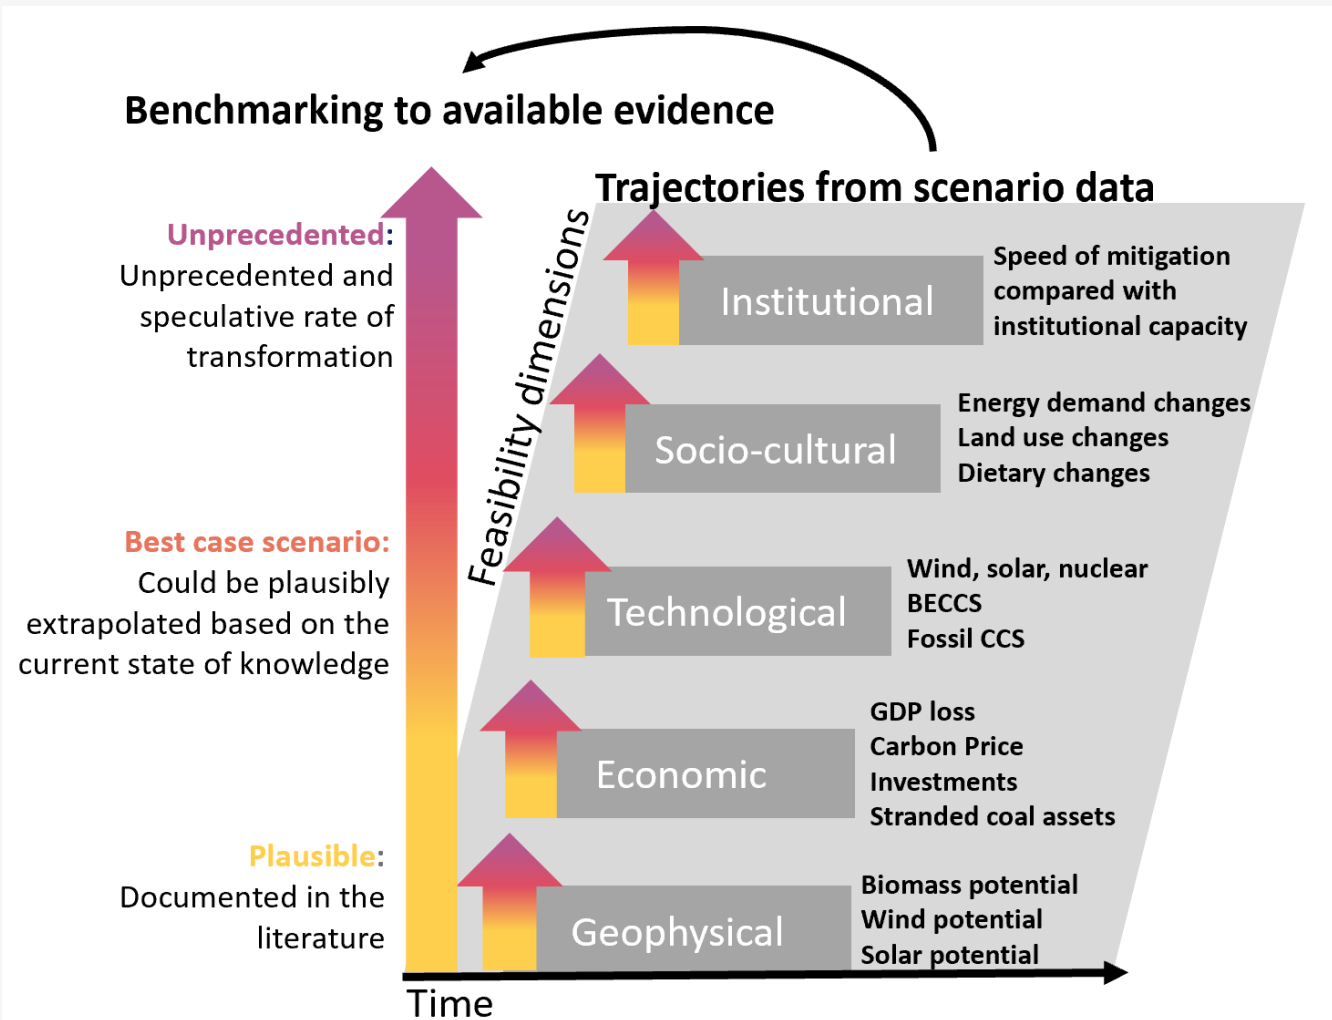 Benchmarking to available evidence
Trajectories from scenario data
Unprecedented:
Unprecedented and
speculative rate of
transformation
Best case scenario:
Could be plausibly
extrapolated based on the
current state of knowledge
Plausible:
Documented in the
literature
Feasibility dimensions
Institutional
Speed of mitigation
compared with
institutional capacity
Socio-cultural
Energy demand changes
Land use changes
Dietary changes
Technological
Wind, solar, nuclear
BECCS
Fossil CCS
Economic
GDP loss
Carbon Price
Investments
Stranded coal assets
Geophysical
Biomass potential
Wind potential
Solar potential
Time